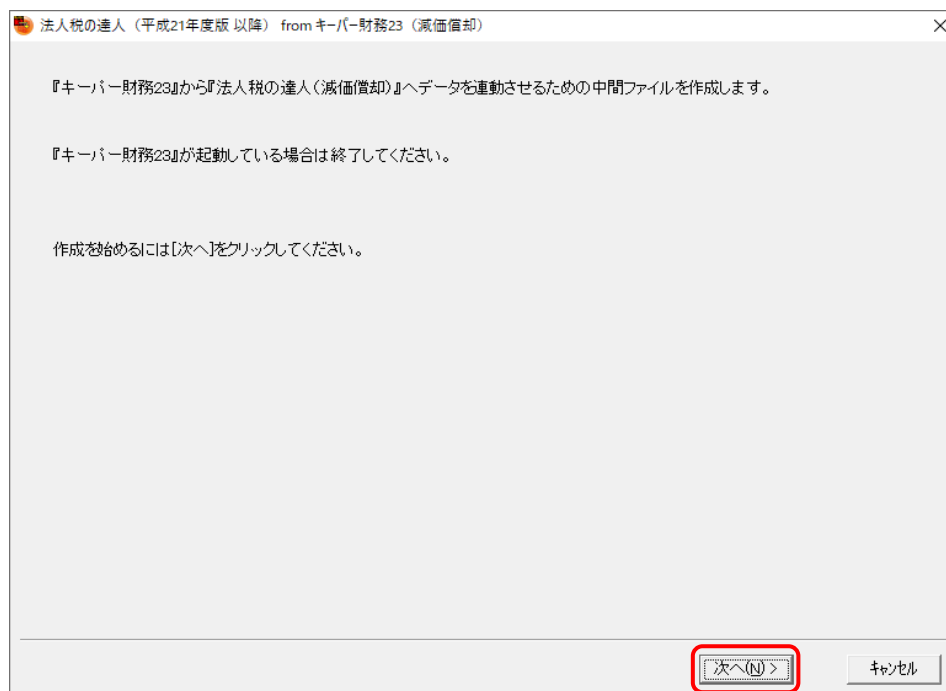 法人税の達人（平成21年度版 以降） from キーパー財務23（減価償却）
『キーパー財務23』から『法人税の達人（減価償却）』へデータを連動させるための中間ファイルを作成します。
『キーパー財務23』が起動している場合は終了してください。
作成を始めるには［次へ］をクリックしてください。
次へ(N) >
キャンセル